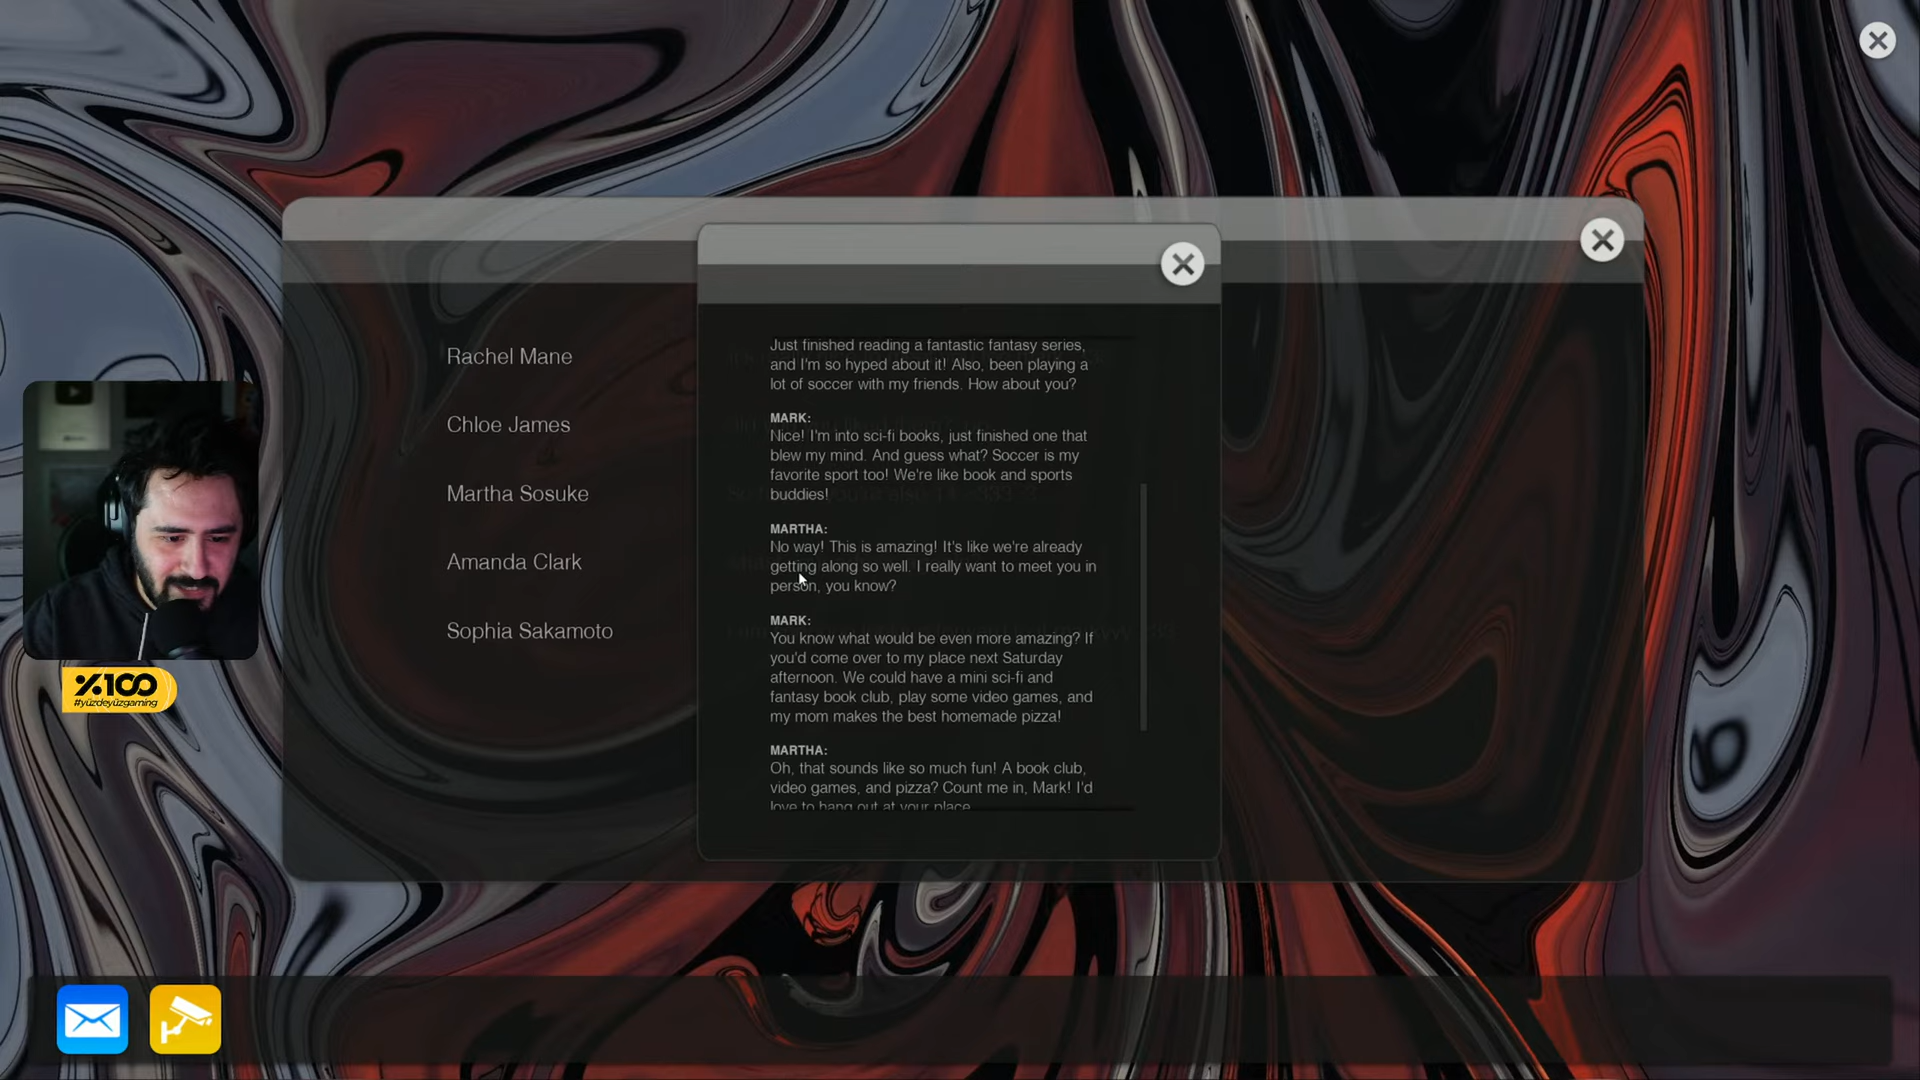 Rachel Mane
Chloe James
Martha Sosuke
Amanda Clark
Sophia Sakamoto
Just finished reading a fantastic fantasy series,
and I'm so hyped about it! Also, been playing a
lot of soccer with my friends. How about you?
MARK:
Nice! I'm into sci-fi books, just finished one that
blew my mind. And guess what? Soccer is my
favorite sport too! We're like book and sports
buddies!
MARTHA:
No way! This is amazing! It's like we're already
getting along so well. I really want to meet you in
person, you know?
MARK:
You know what would be even more amazing? If
you'd come over to my place next Saturday
afternoon. We could have a mini sci-fi and
fantasy book club, play some video games, and
my mom makes the best homemade pizza!
MARTHA:
Oh, that sounds like so much fun! A book club,
video games, and pizza? Count me in, Mark! I'd
love to hang out at your place
%100
#yüzdeyüzgaming